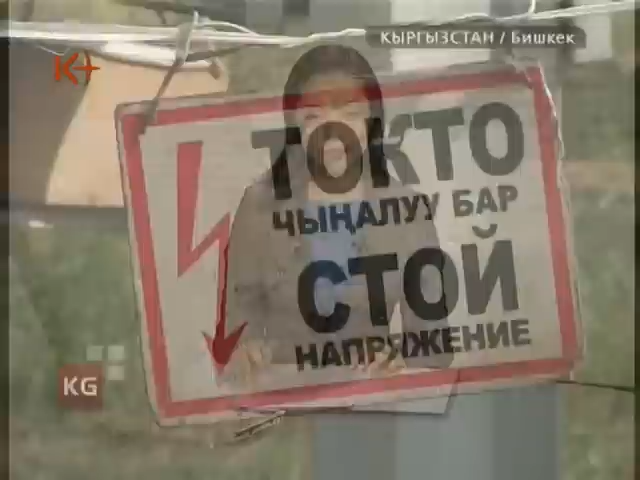 К+
КЫРГЫЗСТАН / Бишкек
ТОКТО
ЧЫҢАЛУУ БАР
СТОЙ
НАПРЯЖЕНИЕ
KG